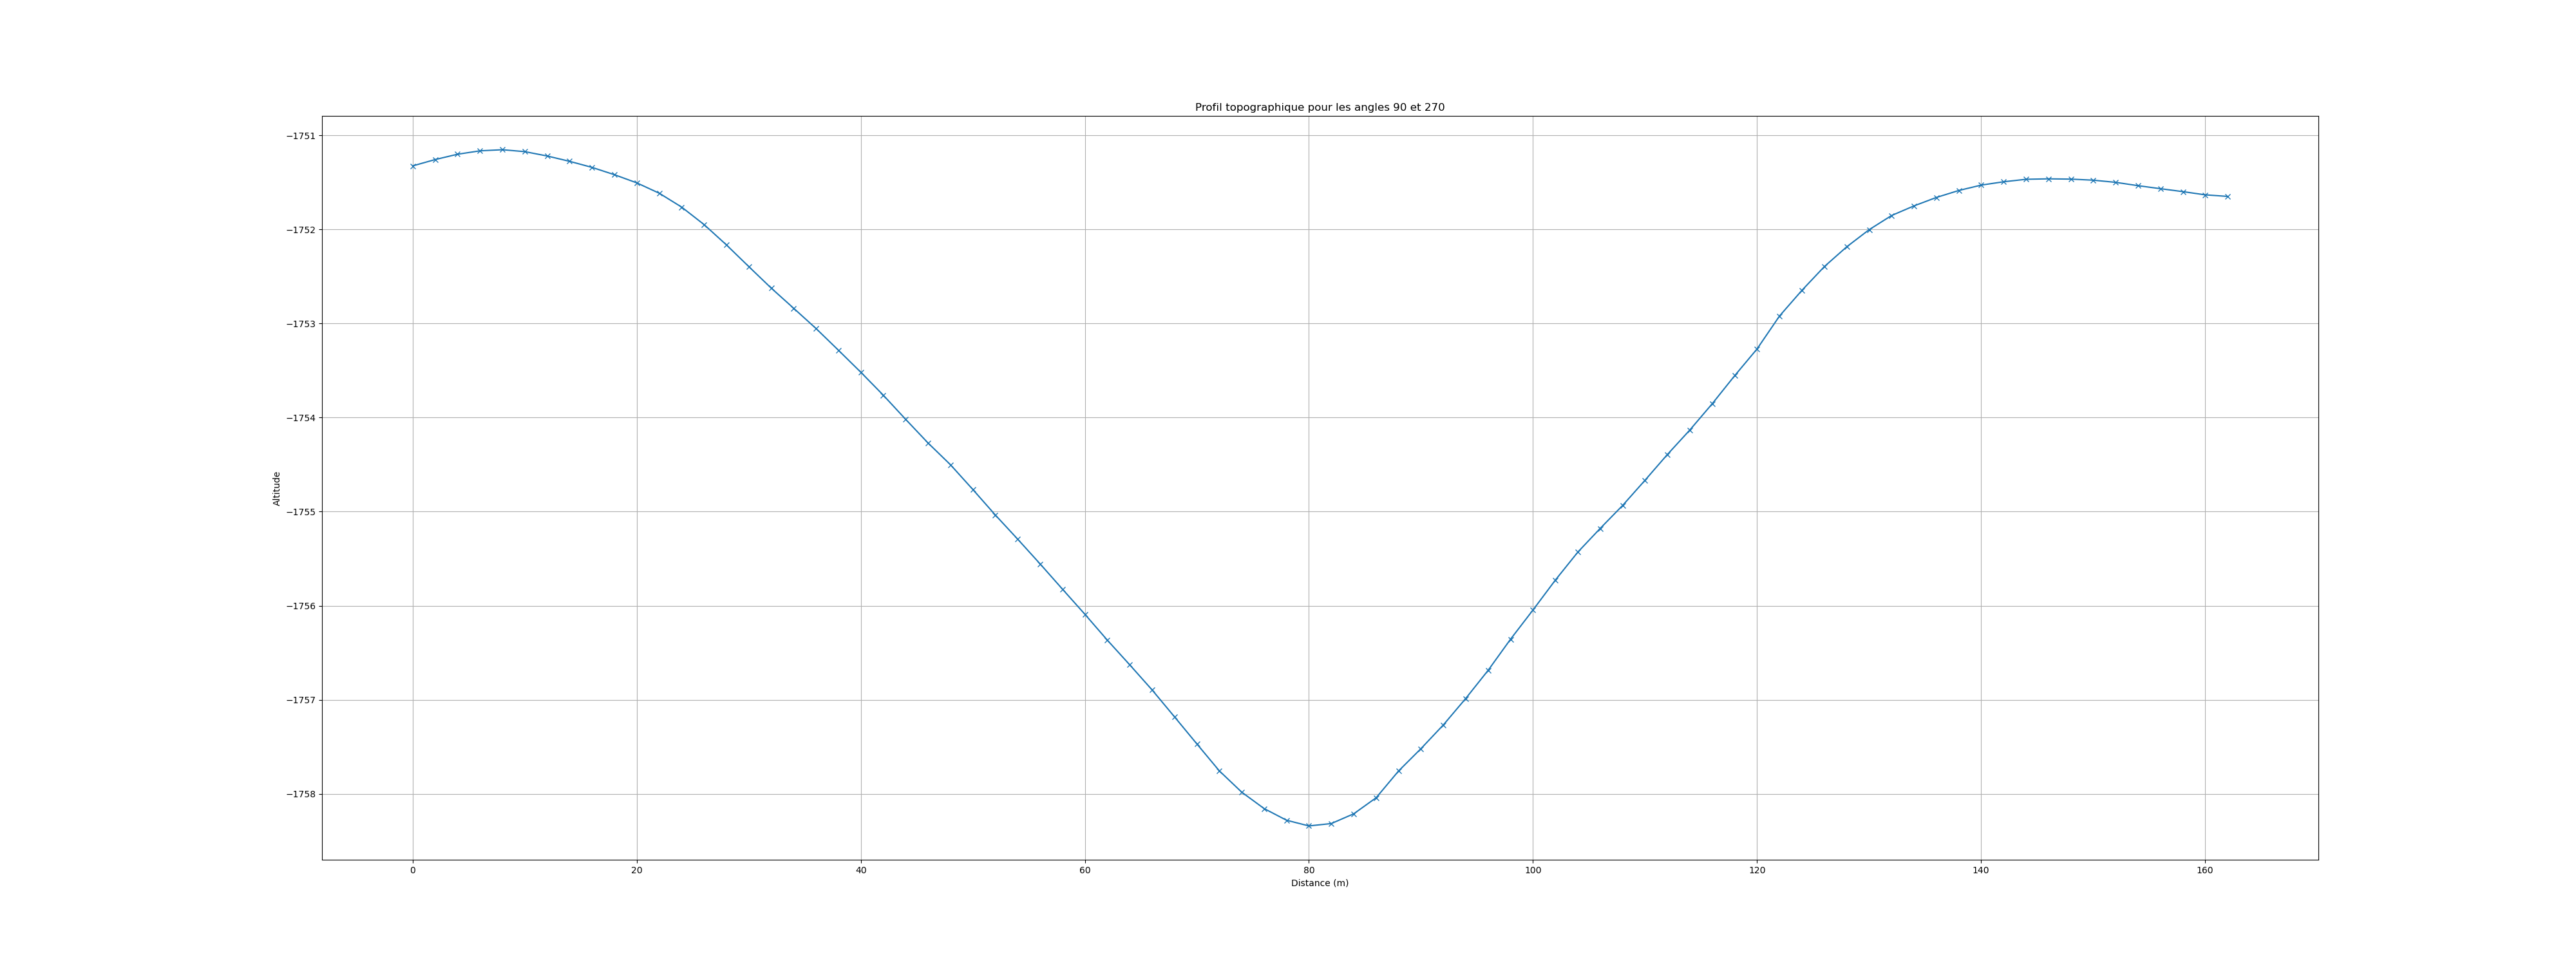 Profil topographique pour les angles 90 et 270
−1751
−1752
−1753
−1754
−1755
−1756
−1757
−1758
Altitude
0 20 40 60 80 100 120 140 160
Distance (m)